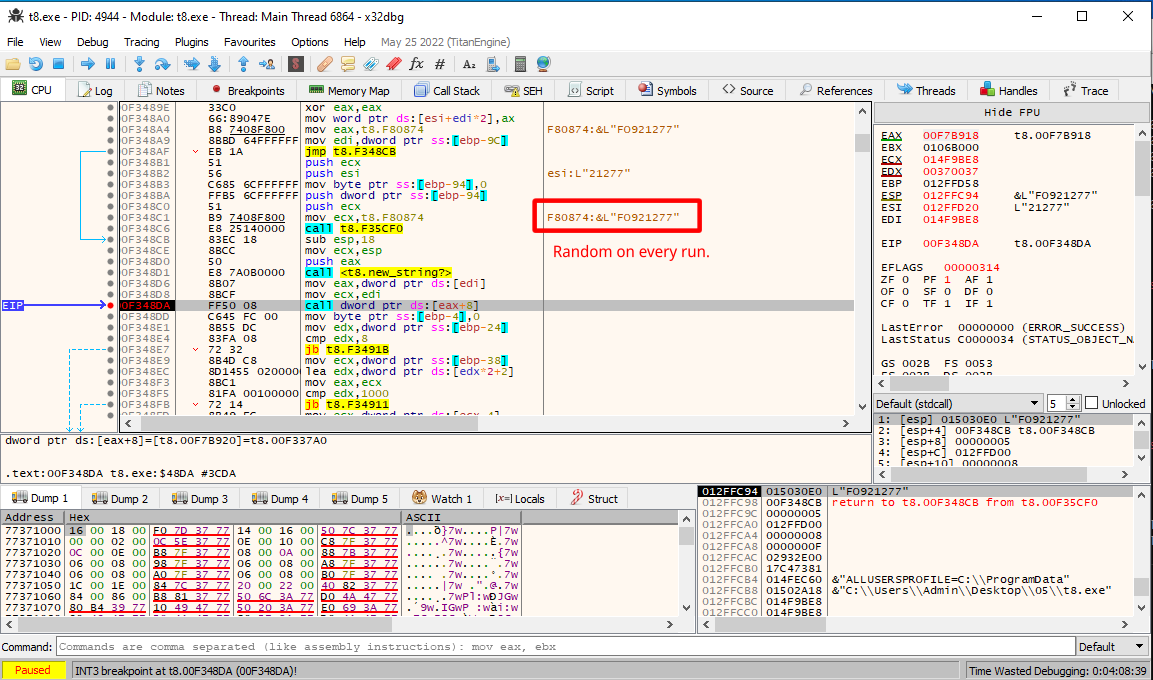 t8.exe - PID: 4944 - Module: t8.exe - Thread: Main Thread 6864 - x32dbg
File View Debug Tracing Plugins Favourites Options Help May 25 2022 (TitanEngine)
CPU Log Notes Breakpoints Memory Map Call Stack SEH Script Symbols Source References Threads Handles Trace
0F34889E 33C0 xor eax,eax
0F348A0 66:89047E mov word ptr ds:[esi+edi*2],ax
0F348A4 B8 7408F800 mov eax,t8.F80874 F80874:&L"FO921277"
0F348A9 8BBD 64FFFFFF mov edi,dword ptr ss:[ebp-9C]
0F348AF EB 1A jmp t8.F348CB
0F348B1 51 push ecx
0F348B2 56 push esi esi:L"21277"
0F348B3 C685 6CFFFFFF mov byte ptr ss:[ebp-94],0
0F348BA FFB5 6CFFFFFF push dword ptr ss:[ebp-94]
0F348C0 51 push ecx
0F348C1 B9 7408F800 mov ecx,t8.F80874 F80874:&L"FO921277"
0F348C6 E8 25140000 call t8.F35CF0
0F348CB 83EC 18 sub esp,18
0F348CE 8BCC mov ecx,esp
0F348D0 50 push eax
0F348D1 E8 7A0B0000 call <t8.new_string?>
0F348D6 8B07 mov eax,dword ptr ds:[edi]
0F348D8 8BCF mov ecx,edi
0F348DA FF50 08 call dword ptr ds:[eax+8]
0F348DD C645 FC 00 mov byte ptr ss:[ebp-4],0
0F348E1 8B55 DC mov edx,dword ptr ss:[ebp-24]
0F348E4 83FA 08 cmp edx,8
0F348E7 72 32 jb t8.F3491B
0F348E9 8B4D C8 mov ecx,dword ptr ss:[ebp-38]
0F348EC 8D1455 0200000 lea edx,dword ptr ds:[edx*2+2]
0F348F3 8BC1 mov eax,ecx
0F348F5 81FA 00100000 cmp edx,1000
0F348FB 72 14 jb t8.F34911
EIP
Random on every run.
Hide FPU
EAX 00F7B918 t8.00F7B918
EBX 0106B000
ECX 014F9BE8
EDX 00370037
EBP 012FFD58
ESP 012FFC94 &L"FO921277"
ESI 012FFD20 L"21277"
EDI 014F9BE8
EIP 00F348DA t8.00F348DA
EFLAGS 00000314
ZF 0 PF 1 AF 1
OF 0 SF 0 DF 0
CF 0 TF 1 IF 1
LastError 00000000 (ERROR_SUCCESS)
LastStatus C0000034 (STATUS_OBJECT_N
GS 002B FS 0053
Default (stdcall) 5 Unlocked
1: [esp] 015030E0 L"FO921277"
2: [esp+4] 00F348CB t8.00F348CB
3: [esp+8] 00000005
4: [esp+C] 012FFD00
5: [esp+10] 00000008
dword ptr ds:[eax+8]=[t8.00F7B920]=t8.00F337A0
.text:00F348DA t8.exe:$48DA #3CDA
Dump 1 Dump 2 Dump 3 Dump 4 Dump 5 Watch 1 Locals Struct
Address Hex ASCII
77371000 16 00 18 00 F0 7D 37 77 14 00 16 00 50 7C 37 77 ....ð}7w....P|7w
77371010 00 00 02 00 0C 5E 37 77 0E 00 10 00 C8 7F 37 77 .....^7w....È.7w
77371020 0C 00 0E 00 B8 7F 37 77 08 00 0A 00 88 7B 37 77
77371030 06 00 08 00 98 7F 37 77 06 00 08 00 A8 7F 37 77
77371040 06 00 08 00 A0 7F 37 77 06 00 08 00 B0 7F 37 77
77371050 1C 00 1E 00 84 7C 37 77 20 00 22 00 40 82 37 77
77371060 84 00 86 00 B8 81 37 77 50 6C 3A 77 D0 4A 47 77
77371070 80 B4 39 77 10 49 47 77 50 20 3A 77 E0 69 3A 77
012FFC94 015030E0 L"FO921277"
012FFC98 00F348CB return to t8.00F348CB from t8.00F35CF0
012FFC9C 00000005
012FFCA0 012FFD00
012FFCA4 00000008
012FFCA8 0000000F
012FFCAC 02932E00
012FFCB0 17C47381
012FFCB4 014FEC60 &"ALLUSERSPROFILE=C:\\ProgramData"
012FFCB8 01502A18 &"C:\\Users\\Admin\\Desktop\\05\\t8.exe"
012FFCBC 014F9BE8
012FFCC0 014F9BE8
Command: Commands are comma separated (like assembly instructions): mov eax, ebx Default
Paused INT3 breakpoint at t8.00F348DA (00F348DA)! Time Wasted Debugging: 0:04:08:39